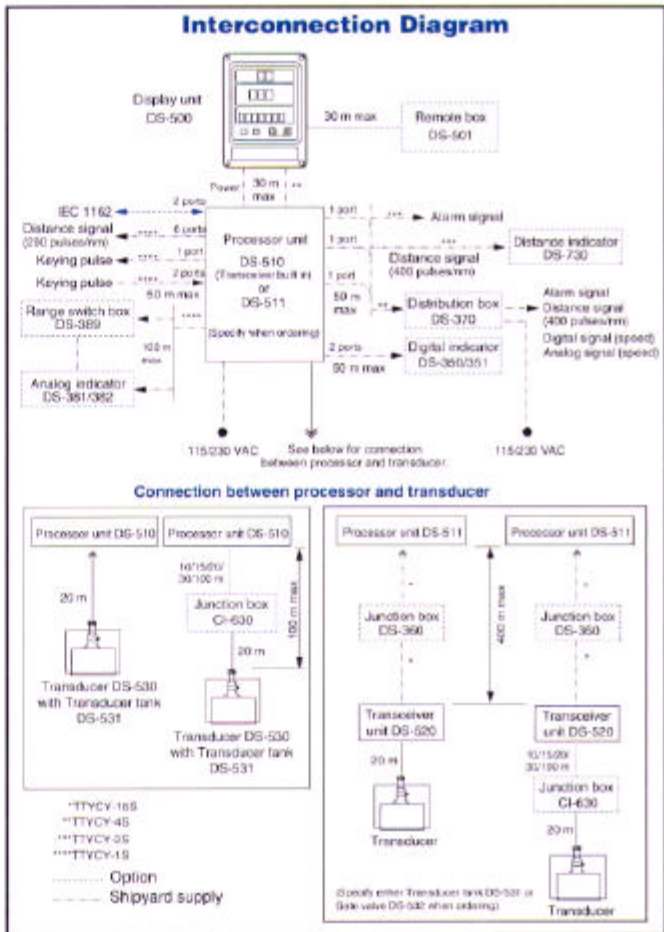 Interconnection Diagram
Display unit
DS-500
30 m max
Remote box
DS-501
Power
30 m
max
**
IEC 1162
2 ports
Distance signal
(200 pulses/nm)
****
6 ports
Keying pulse
****
1 port
Keying pulse
2 ports
50 m max
Range switch box
DS-389
****
100 m
max
Analog indicator
DS-381/382
Processor unit
DS-510
(Transceiver built in)
or
DS-511
(Specify when ordering)
1 port
***
Alarm signal
1 port
***
Distance signal
(400 pulses/nm)
Distance indicator
DS-730
1 port
50 m
max
**
Distribution box
DS-370
Alarm signal
Distance signal
(400 pulses/nm)
Digital signal (speed)
Analog signal (speed)
2 ports
50 m max
Digital indicator
DS-350/351
115/230 VAC
See below for connection
between processor and transducer.
115/230 VAC
Connection between processor and transducer
Processor unit DS-510
20 m
Transducer DS-530
with Transducer tank
DS-531
Processor unit DS-510
10/15/20/
30/100 m
Junction box
CI-630
20 m
100 m max
Transducer DS-530
with Transducer tank
DS-531
Processor unit DS-511
*
Junction box
DS-360
*
Transceiver
unit DS-520
20 m
Transducer
400 m max
Processor unit DS-511
*
Junction box
DS-360
*
Transceiver
unit DS-520
10/15/20/
30/100 m
Junction box
CI-630
20 m
Transducer
(Specify either Transducer tank DS-531 or
Gate valve DS-532 when ordering)
*TTYCY-16S
**TTYCY-4S
***TTYCY-2S
****TTYCY-1S
Option
Shipyard supply